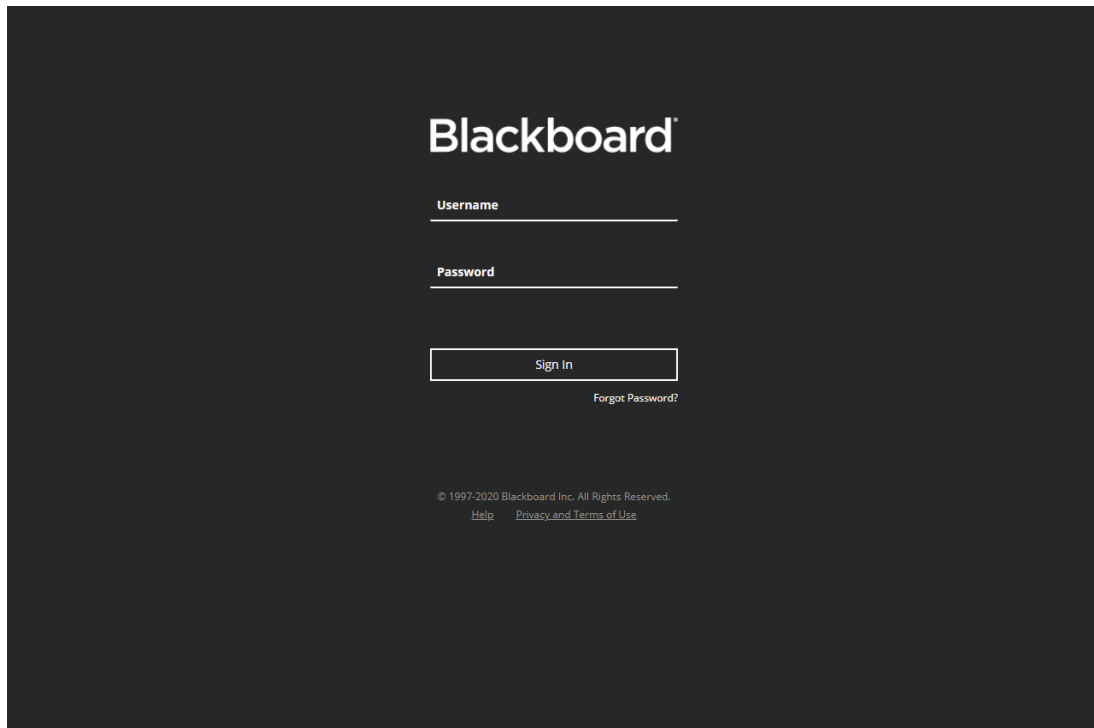 Blackboard®
Username
Password
Sign In
Forgot Password?
© 1997-2020 Blackboard Inc. All Rights Reserved.
Help Privacy and Terms of Use